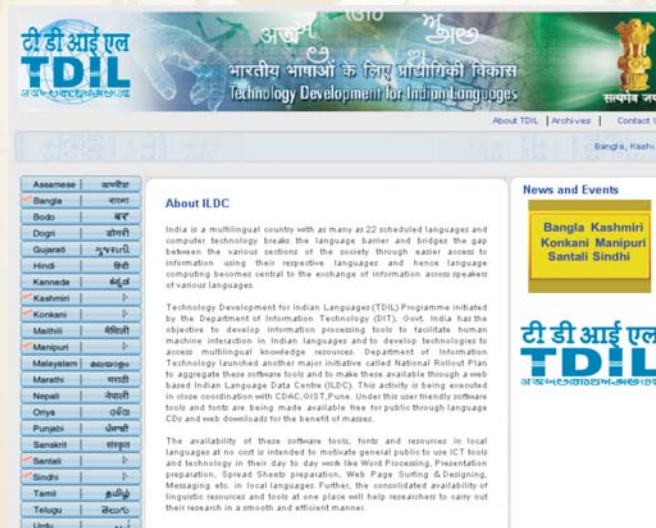 टी डी आई एल
TDIL
भारतीय भाषाओं के लिए प्रौद्योगिकी विकास
Technology Development for Indian Languages
About TDIL | Archives | Contact U
Bangla, Kashi
Assamese | অসমীয়া
Bangla | বাংলা
Bodo | बर'
Dogri | डोगरी
Gujarati | ગુજરાતી
Hindi | हिंदी
Kannada | ಕನ್ನಡ
Kashmiri
Konkani
Maithili | मैथिली
Manipuri
Malayalam | മലയാളം
Marathi | मराठी
Nepali | नेपाली
Oriya | ଓଡିଆ
Punjabi | ਪੰਜਾਬੀ
Sanskrit | संस्कृत
Santali
Sindhi
Tamil | தமிழ்
Telugu | తెలుగు
Urdu
About ILDC
India is a multilingual country with as many as 22 scheduled languages and
computer technology breaks the language barrier and bridges the gap
between the various sections of the society through easier access to
information using their respective languages and hence language
computing becomes central to the exchange of information across speakers
of various languages.
Technology Development for Indian Languages(TDIL) Programme initiated
by the Department of Information Technology (DIT), Govt. India has the
objective to develop information processing tools to facilitate human
machine interaction in Indian languages and to develop technologies to
access multilingual knowledge resources. Department of Information
Technology launched another major initiative called National Rollout Plan
to aggregate these software tools and to make these available through a web
based Indian Language Data Centre (ILDC). This activity is being executed
in close coordination with CDAC,GIST,Pune. Under this user friendly software
tools and fonts are being made available free for public through language
CDs and web downloads for the benefit of masses.
The availability of these software tools, fonts and resources in local
languages at no cost is intended to motivate general public to use ICT tools
and technology in their day to day work like Word Processing, Presentation
preparation, Spread Sheets preparation, Web Page Surfing & Designing,
Messaging etc. in local languages. Further, the consolidated availability of
linguistic resources and tools at one place will help researchers to carry out
their research in a smooth and efficient manner.
News and Events
Bangla Kashmiri
Konkani Manipuri
Santali Sindhi
टी डी आई एल
TDIL